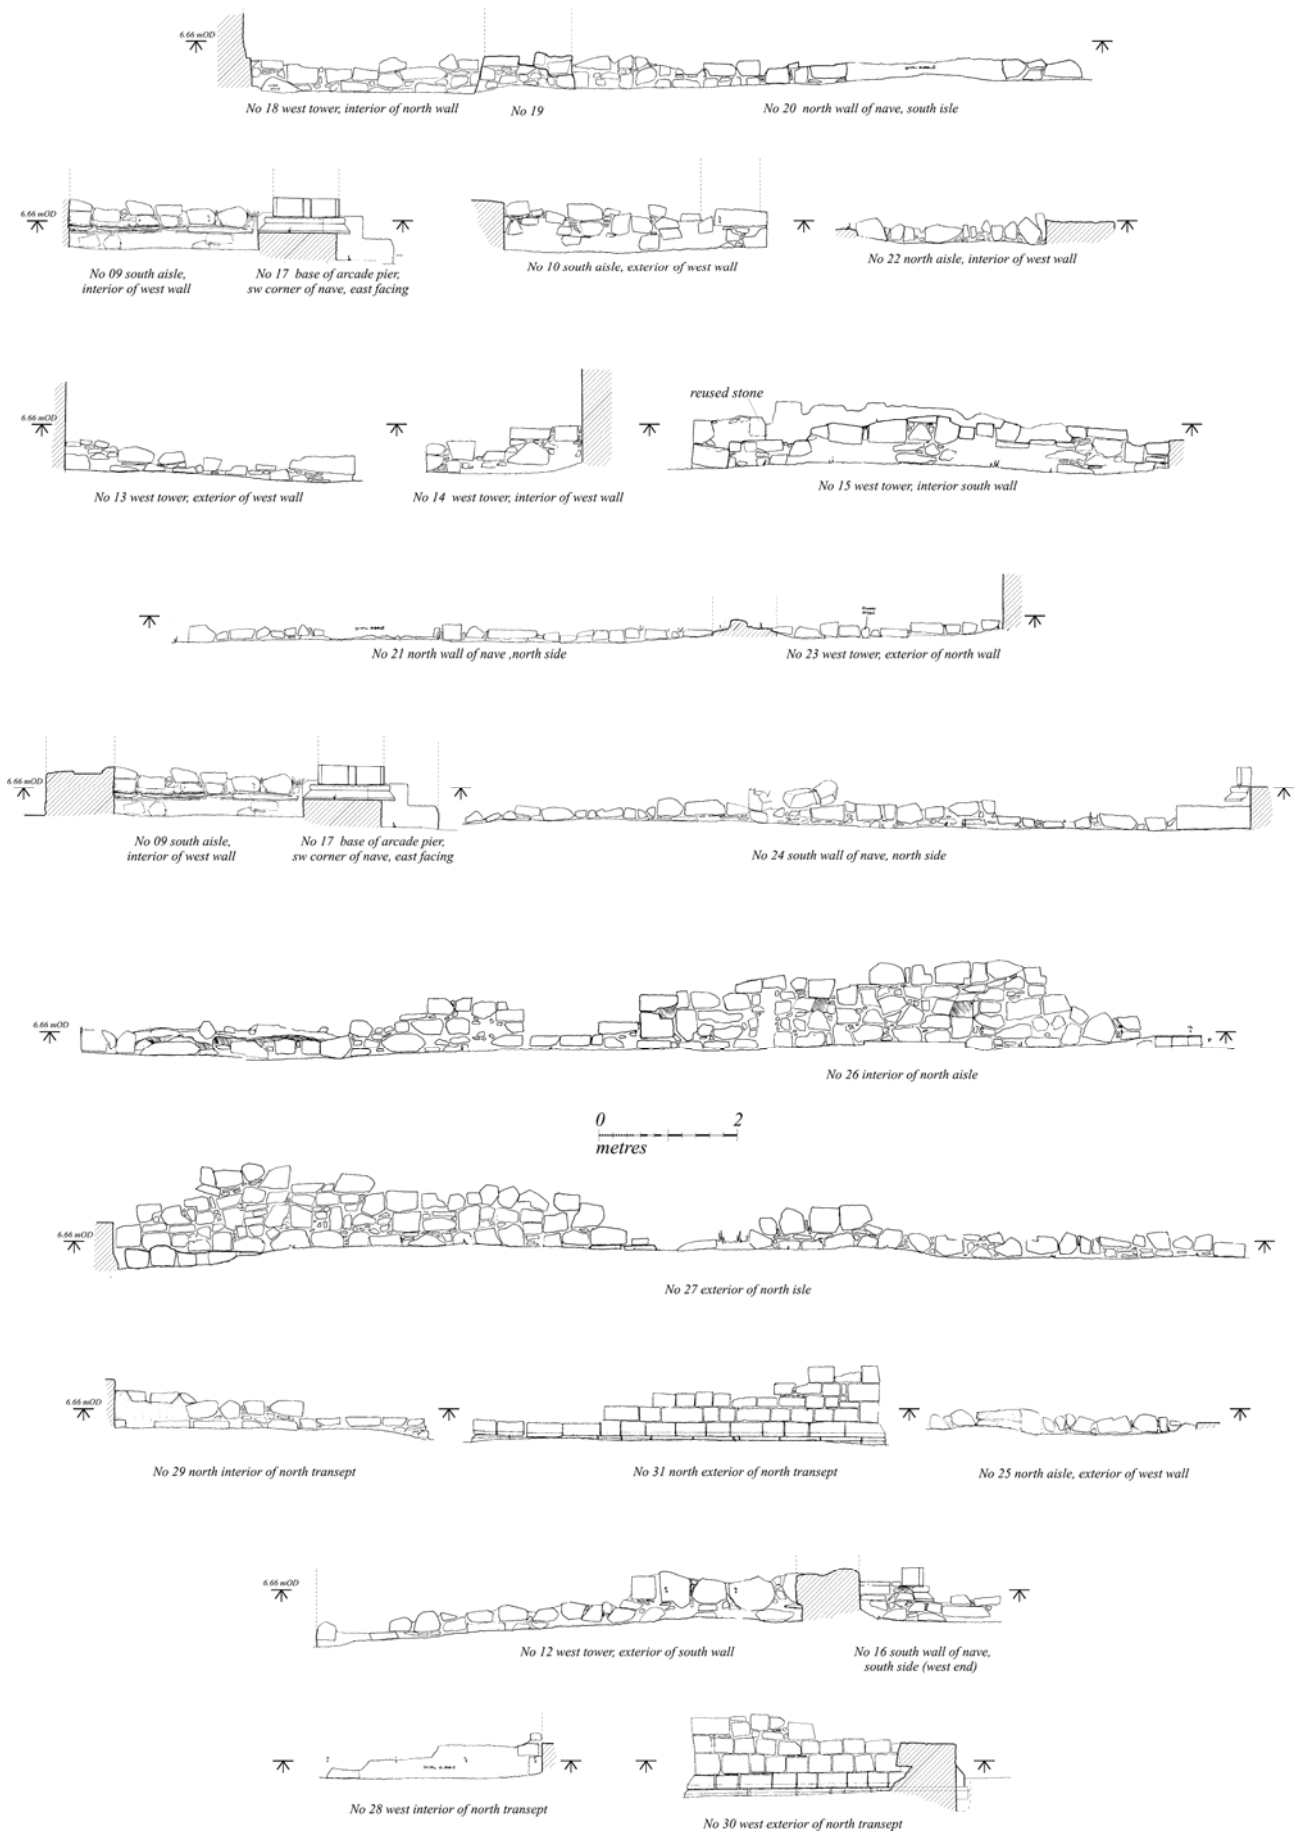 6.66 mOD
No 18 west tower, interior of north wall
No 19
No 20 north wall of nave, south isle
6.66 mOD
No 09 south aisle,
interior of west wall
No 17 base of arcade pier,
sw corner of nave, east facing
No 10 south aisle, exterior of west wall
No 22 north aisle, interior of west wall
6.66 mOD
reused stone
No 13 west tower, exterior of west wall
No 14 west tower, interior of west wall
No 15 west tower, interior south wall
No 21 north wall of nave ,north side
No 23 west tower, exterior of north wall
6.66 mOD
No 09 south aisle,
interior of west wall
No 17 base of arcade pier,
sw corner of nave, east facing
No 24 south wall of nave, north side
6.66 mOD
No 26 interior of north aisle
0 2
metres
6.66 mOD
No 27 exterior of north isle
6.66 mOD
No 29 north interior of north transept
No 31 north exterior of north transept
No 25 north aisle, exterior of west wall
6.66 mOD
No 12 west tower, exterior of south wall
No 16 south wall of nave,
south side (west end)
No 28 west interior of north transept
No 30 west exterior of north transept